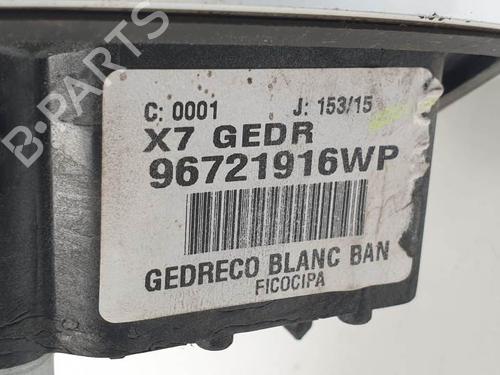 B-PARTS
C: 0001 J: 153/15
X7 GEDR
96721916WP
GEDRECO BLANC BAN
FICOCIPA